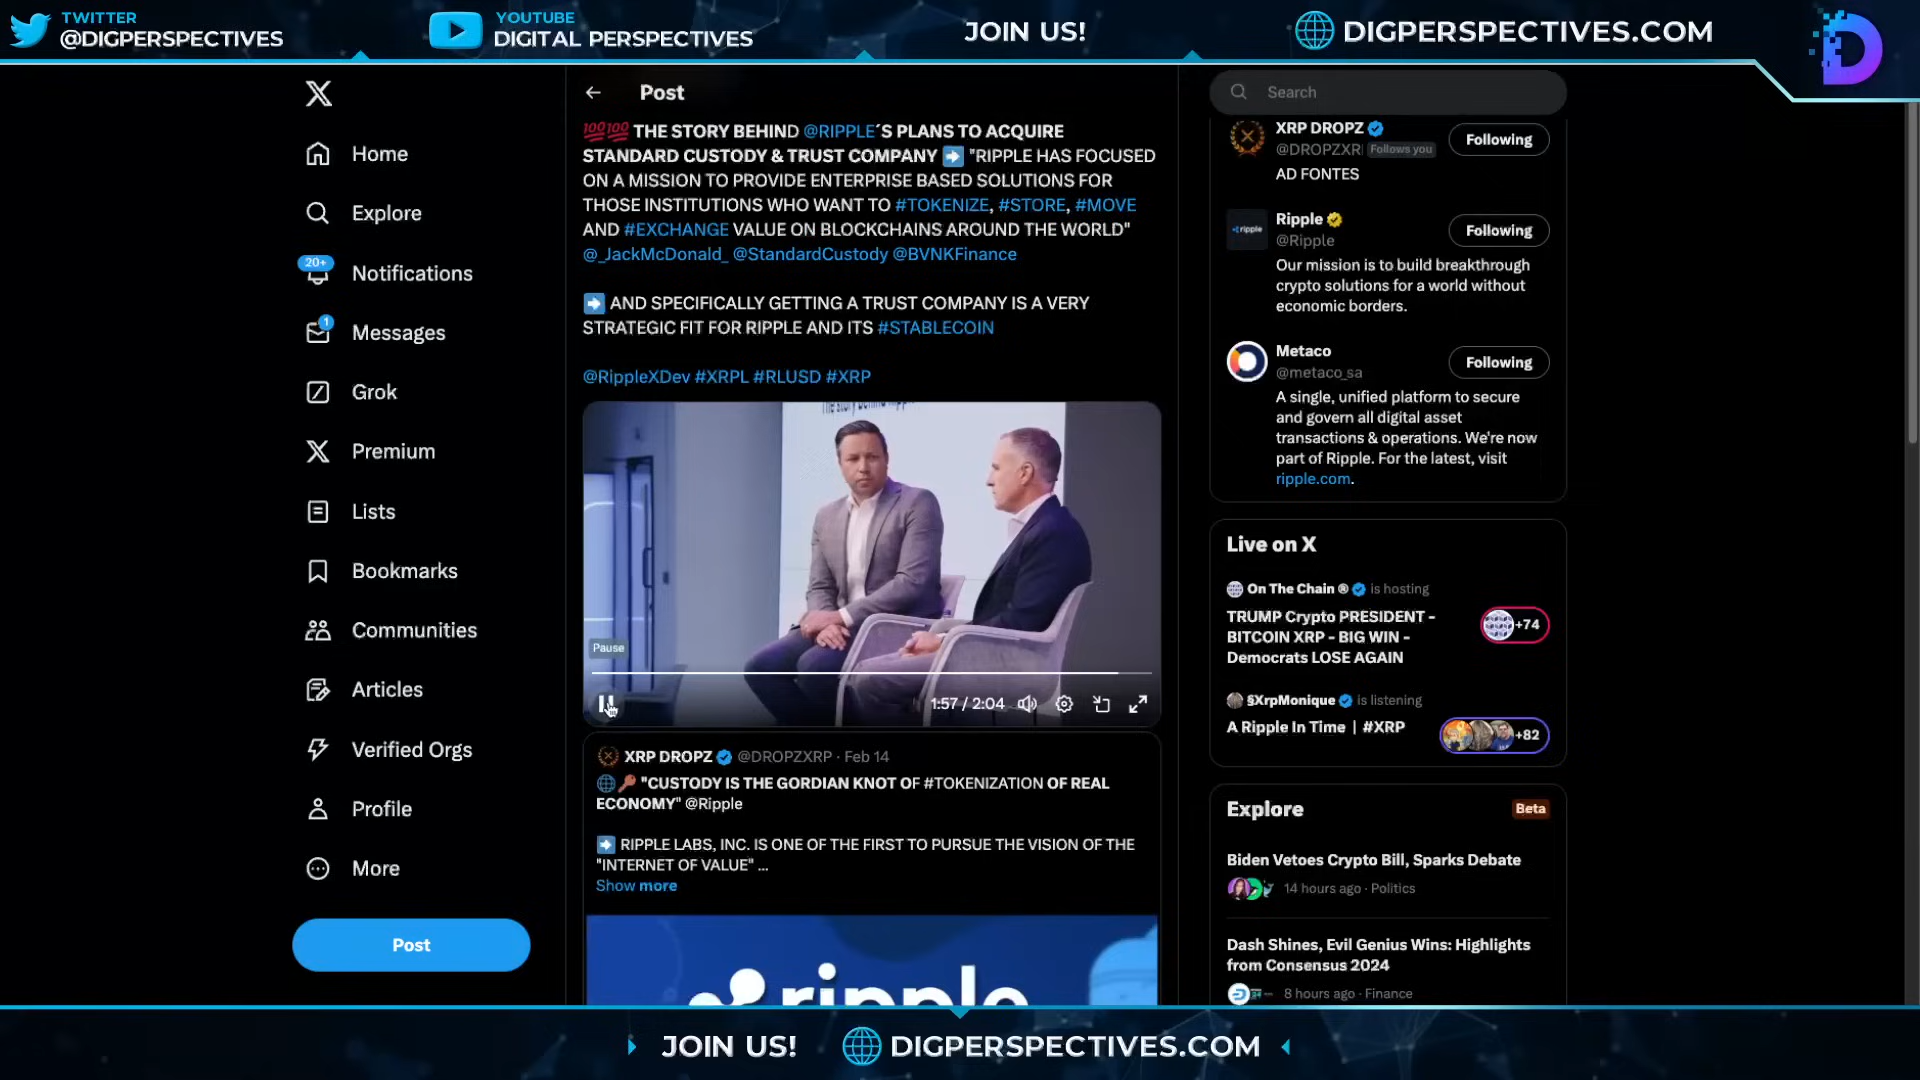 TWITTER
@DIGPERSPECTIVES
YOUTUBE
DIGITAL PERSPECTIVES
JOIN US!
DIGPERSPECTIVES.COM
Home
Explore
20+
Notifications
1
Messages
Grok
Premium
Lists
Bookmarks
Communities
Articles
Verified Orgs
Profile
More
Post
Post
💯💯 THE STORY BEHIND @RIPPLE´S PLANS TO ACQUIRE
STANDARD CUSTODY & TRUST COMPANY ➡️ "RIPPLE HAS FOCUSED
ON A MISSION TO PROVIDE ENTERPRISE BASED SOLUTIONS FOR
THOSE INSTITUTIONS WHO WANT TO #TOKENIZE, #STORE, #MOVE
AND #EXCHANGE VALUE ON BLOCKCHAINS AROUND THE WORLD"
@_JackMcDonald_ @StandardCustody @BVNKFinance
➡️ AND SPECIFICALLY GETTING A TRUST COMPANY IS A VERY
STRATEGIC FIT FOR RIPPLE AND ITS #STABLECOIN
@RippleXDev #XRPL #RLUSD #XRP
Pause
1:57 / 2:04
XRP DROPZ @DROPZXRP · Feb 14
"CUSTODY IS THE GORDIAN KNOT OF #TOKENIZATION OF REAL
ECONOMY" @Ripple
➡️ RIPPLE LABS, INC. IS ONE OF THE FIRST TO PURSUE THE VISION OF THE
"INTERNET OF VALUE" ...
Show more
ripple
Search
XRP DROPZ
@DROPZXR Follows you
Following
AD FONTES
ripple
Ripple
@Ripple
Following
Our mission is to build breakthrough
crypto solutions for a world without
economic borders.
Metaco
@metaco_sa
Following
A single, unified platform to secure
and govern all digital asset
transactions & operations. We're now
part of Ripple. For the latest, visit
ripple.com.
Live on X
On The Chain ® is hosting
TRUMP Crypto PRESIDENT -
BITCOIN XRP - BIG WIN -
Democrats LOSE AGAIN
+74
§XrpMonique is listening
A Ripple In Time | #XRP
+82
Explore
Beta
Biden Vetoes Crypto Bill, Sparks Debate
14 hours ago · Politics
Dash Shines, Evil Genius Wins: Highlights
from Consensus 2024
8 hours ago · Finance
JOIN US!
DIGPERSPECTIVES.COM